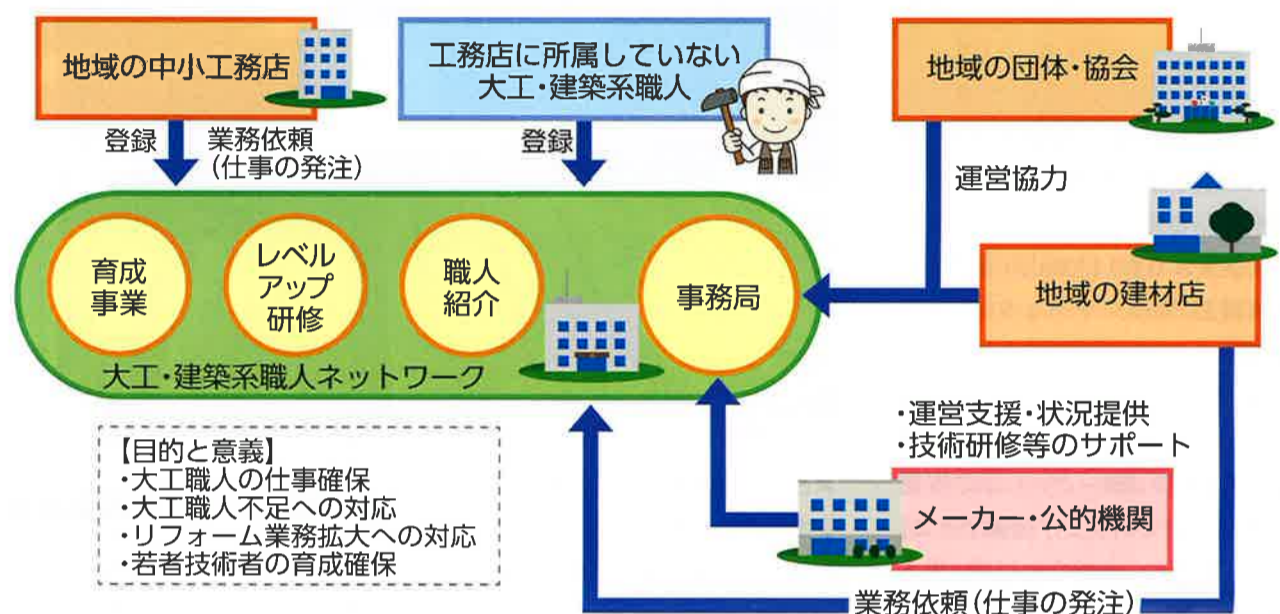 地域の中小工務店
工務店に所属していない
大工・建築系職人
地域の団体・協会
登録
業務依頼
(仕事の発注)
登録
運営協力
育成
事業
レベル
アップ
研修
職人
紹介
事務局
地域の建材店
大工・建築系職人ネットワーク
・運営支援・状況提供
・技術研修等のサポート
【目的と意義】
・大工職人の仕事確保
・大工職人不足への対応
・リフォーム業務拡大への対応
・若者技術者の育成確保
メーカー・公的機関
業務依頼(仕事の発注)